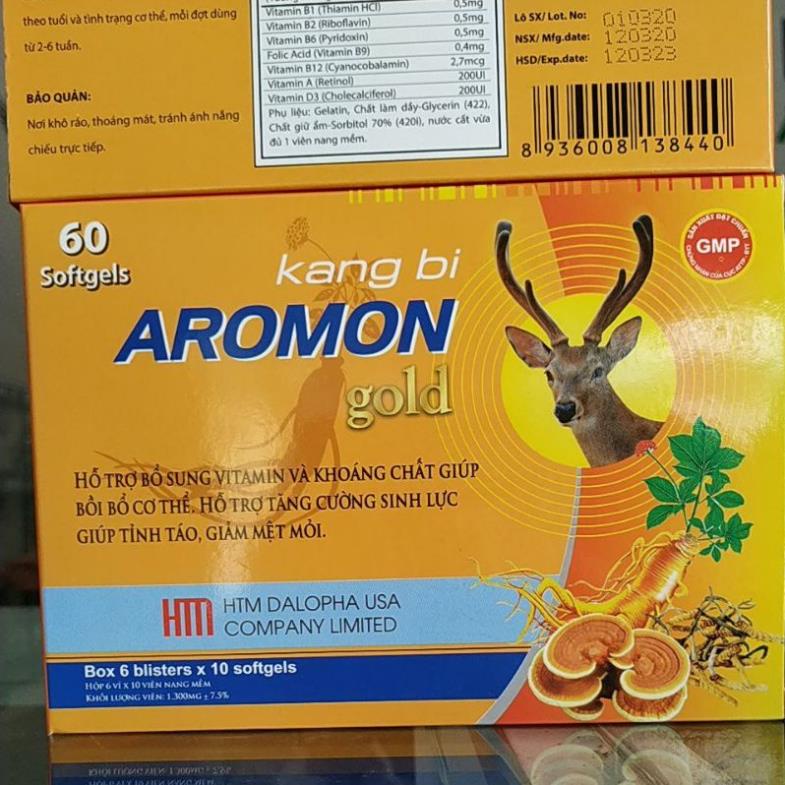 theo tuổi và tình trạng cơ thể, mỗi đợt dùng
từ 2-6 tuần.
BẢO QUẢN:
Nơi khô ráo, thoáng mát, tránh ánh nắng
chiếu trực tiếp.
Vitamin B1 (Thiamin HCl) 0,5mg
Vitamin B2 (Riboflavin) 0,5mg
Vitamin B6 (Pyridoxin) 0,5mg
Folic Acid (Vitamin B9) 0,4mg
Vitamin B12 (Cyanocobalamin) 2,7mcg
Vitamin A (Retinol) 200UI
Vitamin D3 (Cholecalciferol) 200UI
Phụ liệu: Gelatin, Chất làm dầy-Glycerin (422),
Chất giữ ẩm-Sorbitol 70% (420I), nước cất vừa
đủ 1 viên nang mềm.
Lô SX/ Lot. No: 010320
NSX/ Mfg.date: 120320
HSD/Exp.date: 120323
8 936008 138440
60
Softgels
kang bi
AROMON
gold
SẢN XUẤT ĐẠT CHUẨN
GMP
HỖ TRỢ BỔ SUNG VITAMIN VÀ KHOÁNG CHẤT GIÚP
BỒI BỔ CƠ THỂ. HỖ TRỢ TĂNG CƯỜNG SINH LỰC
GIÚP TỈNH TÁO, GIẢM MỆT MỎI.
HTM HTM DALOPHA USA
COMPANY LIMITED
Box 6 blisters x 10 softgels
HỘP 6 VỈ X 10 VIÊN NANG MỀM
KHỐI LƯỢNG VIÊN: 1.300MG ± 7.5%